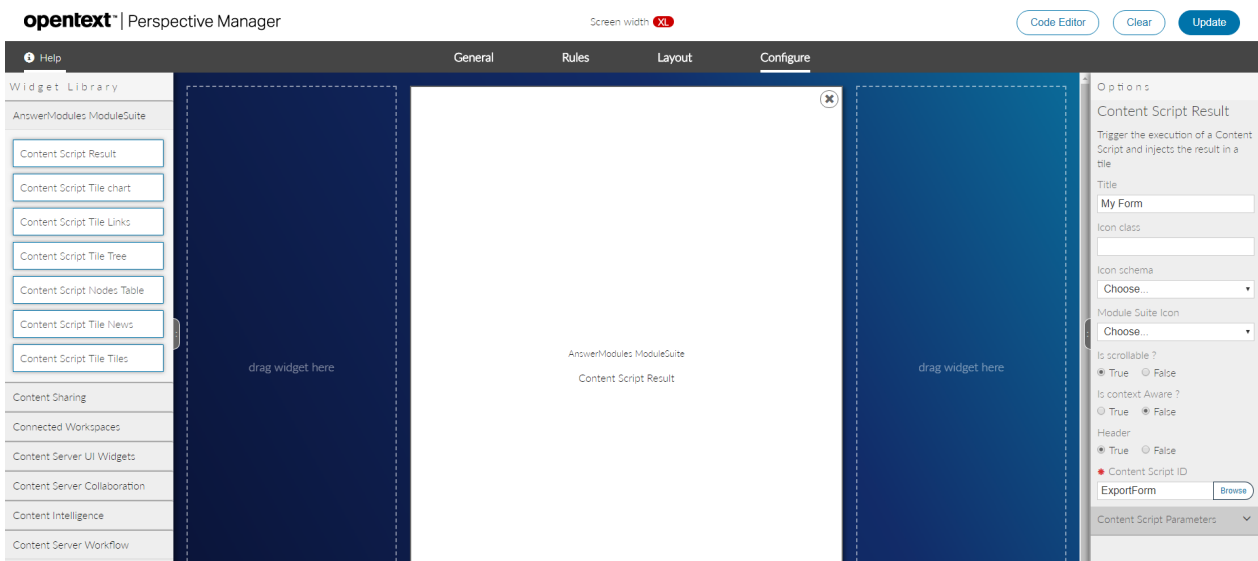 opentext™ | Perspective Manager
Screen width XL
Code Editor
Clear
Update
Help
General
Rules
Layout
Configure
Widget Library
AnswerModules ModuleSuite
Content Script Result
Content Script Tile chart
Content Script Tile Links
Content Script Tile Tree
Content Script Nodes Table
Content Script Tile News
Content Script Tile Tiles
Content Sharing
Connected Workspaces
Content Server UI Widgets
Content Server Collaboration
Content Intelligence
Content Server Workflow
drag widget here
AnswerModules ModuleSuite
Content Script Result
drag widget here
Options
Content Script Result
Trigger the execution of a Content
Script and injects the result in a
tile
Title
My Form
Icon class
Icon schema
Choose...
Module Suite Icon
Choose...
Is scrollable ?
True False
Is context Aware ?
True False
Header
True False
Content Script ID
ExportForm Browse
Content Script Parameters